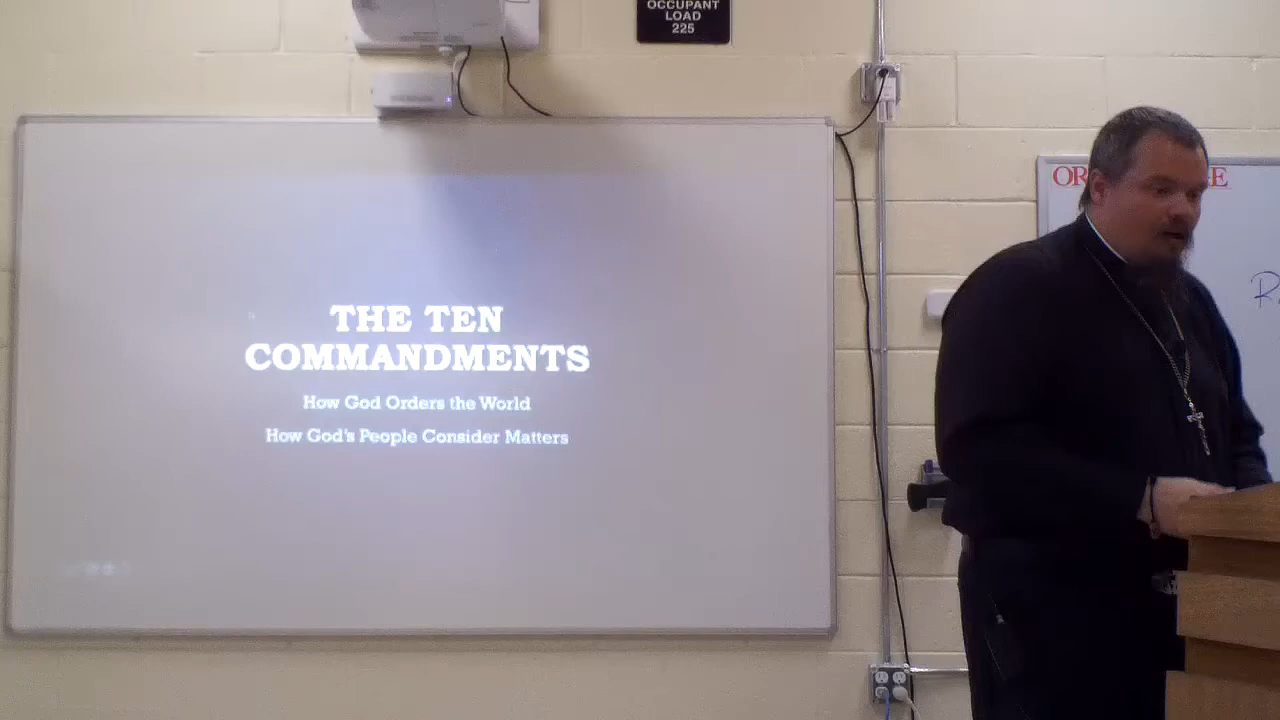 OCCUPANT
LOAD
225
THE TEN
COMMANDMENTS
How God Orders the World
How God's People Consider Matters